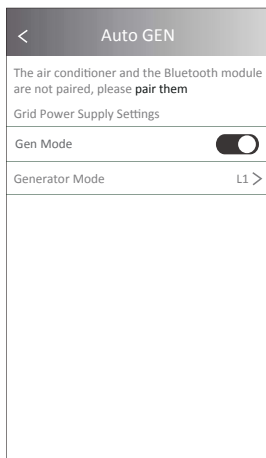 Auto GEN
The air conditioner and the Bluetooth module
are not paired, please pair them
Grid Power Supply Settings
Gen Mode
Generator Mode L1